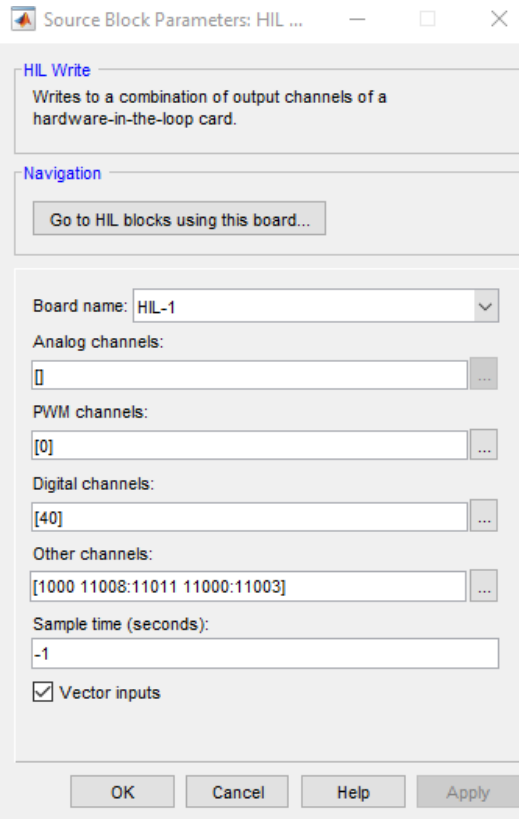 Source Block Parameters: HIL ...
HIL Write
Writes to a combination of output channels of a
hardware-in-the-loop card.
Navigation
Go to HIL blocks using this board...
Board name: HIL-1
Analog channels:
[]
...
PWM channels:
[0]
...
Digital channels:
[40]
...
Other channels:
[1000 11008:11011 11000:11003]
...
Sample time (seconds):
-1
Vector inputs
OK Cancel Help Apply